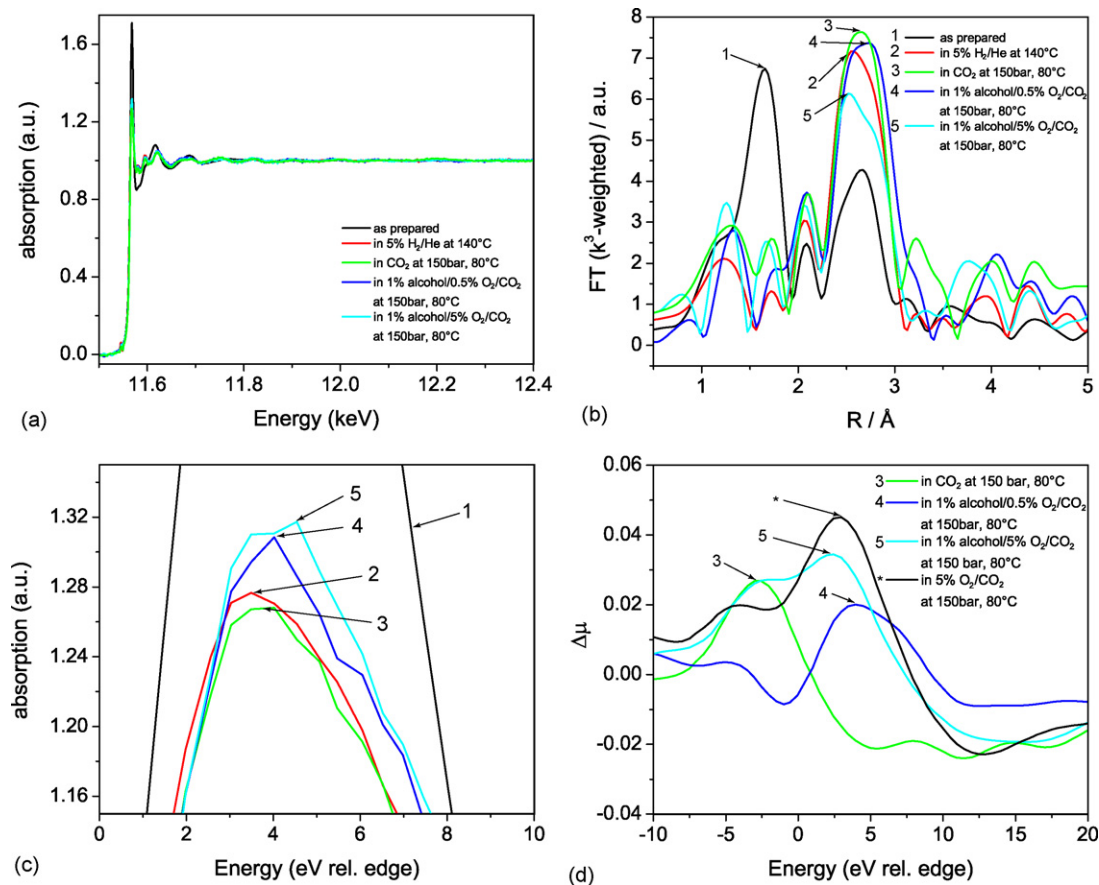 (a)
absorption (a.u.)
1.6
1.2
0.8
0.4
0.0
11.6
11.8
12.0
12.2
12.4
Energy (keV)
as prepared
in 5% H₂/He at 140°C
in CO₂ at 150bar, 80°C
in 1% alcohol/0.5% O₂/CO₂
at 150bar, 80°C
in 1% alcohol/5% O₂/CO₂
at 150bar, 80°C
(b)
FT (k³-weighted) / a.u.
8
7
6
5
4
3
2
1
0
1
2
3
4
5
R / Å
1
3
4
2
5
1 as prepared
2 in 5% H₂/He at 140°C
3 in CO₂ at 150bar, 80°C
4 in 1% alcohol/0.5% O₂/CO₂
at 150bar, 80°C
5 in 1% alcohol/5% O₂/CO₂
at 150bar, 80°C
(c)
absorption (a.u.)
1.32
1.28
1.24
1.20
1.16
0
2
4
6
8
10
Energy (eV rel. edge)
5
4
1
2
3
(d)
Δμ
0.06
0.04
0.02
0.00
-0.02
-0.04
-10
-5
0
5
10
15
20
Energy (eV rel. edge)
*
5
3
4
3 in CO₂ at 150 bar, 80°C
4 in 1% alcohol/0.5% O₂/CO₂
at 150bar, 80°C
5 in 1% alcohol/5% O₂/CO₂
at 150 bar, 80°C
* in 5% O₂/CO₂
at 150bar, 80°C